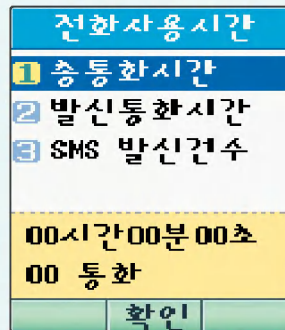 전화사용시간
1 총통화시간
2 발신통화시간
3 SMS 발신건수
00시간00분00초
00 통화
확인